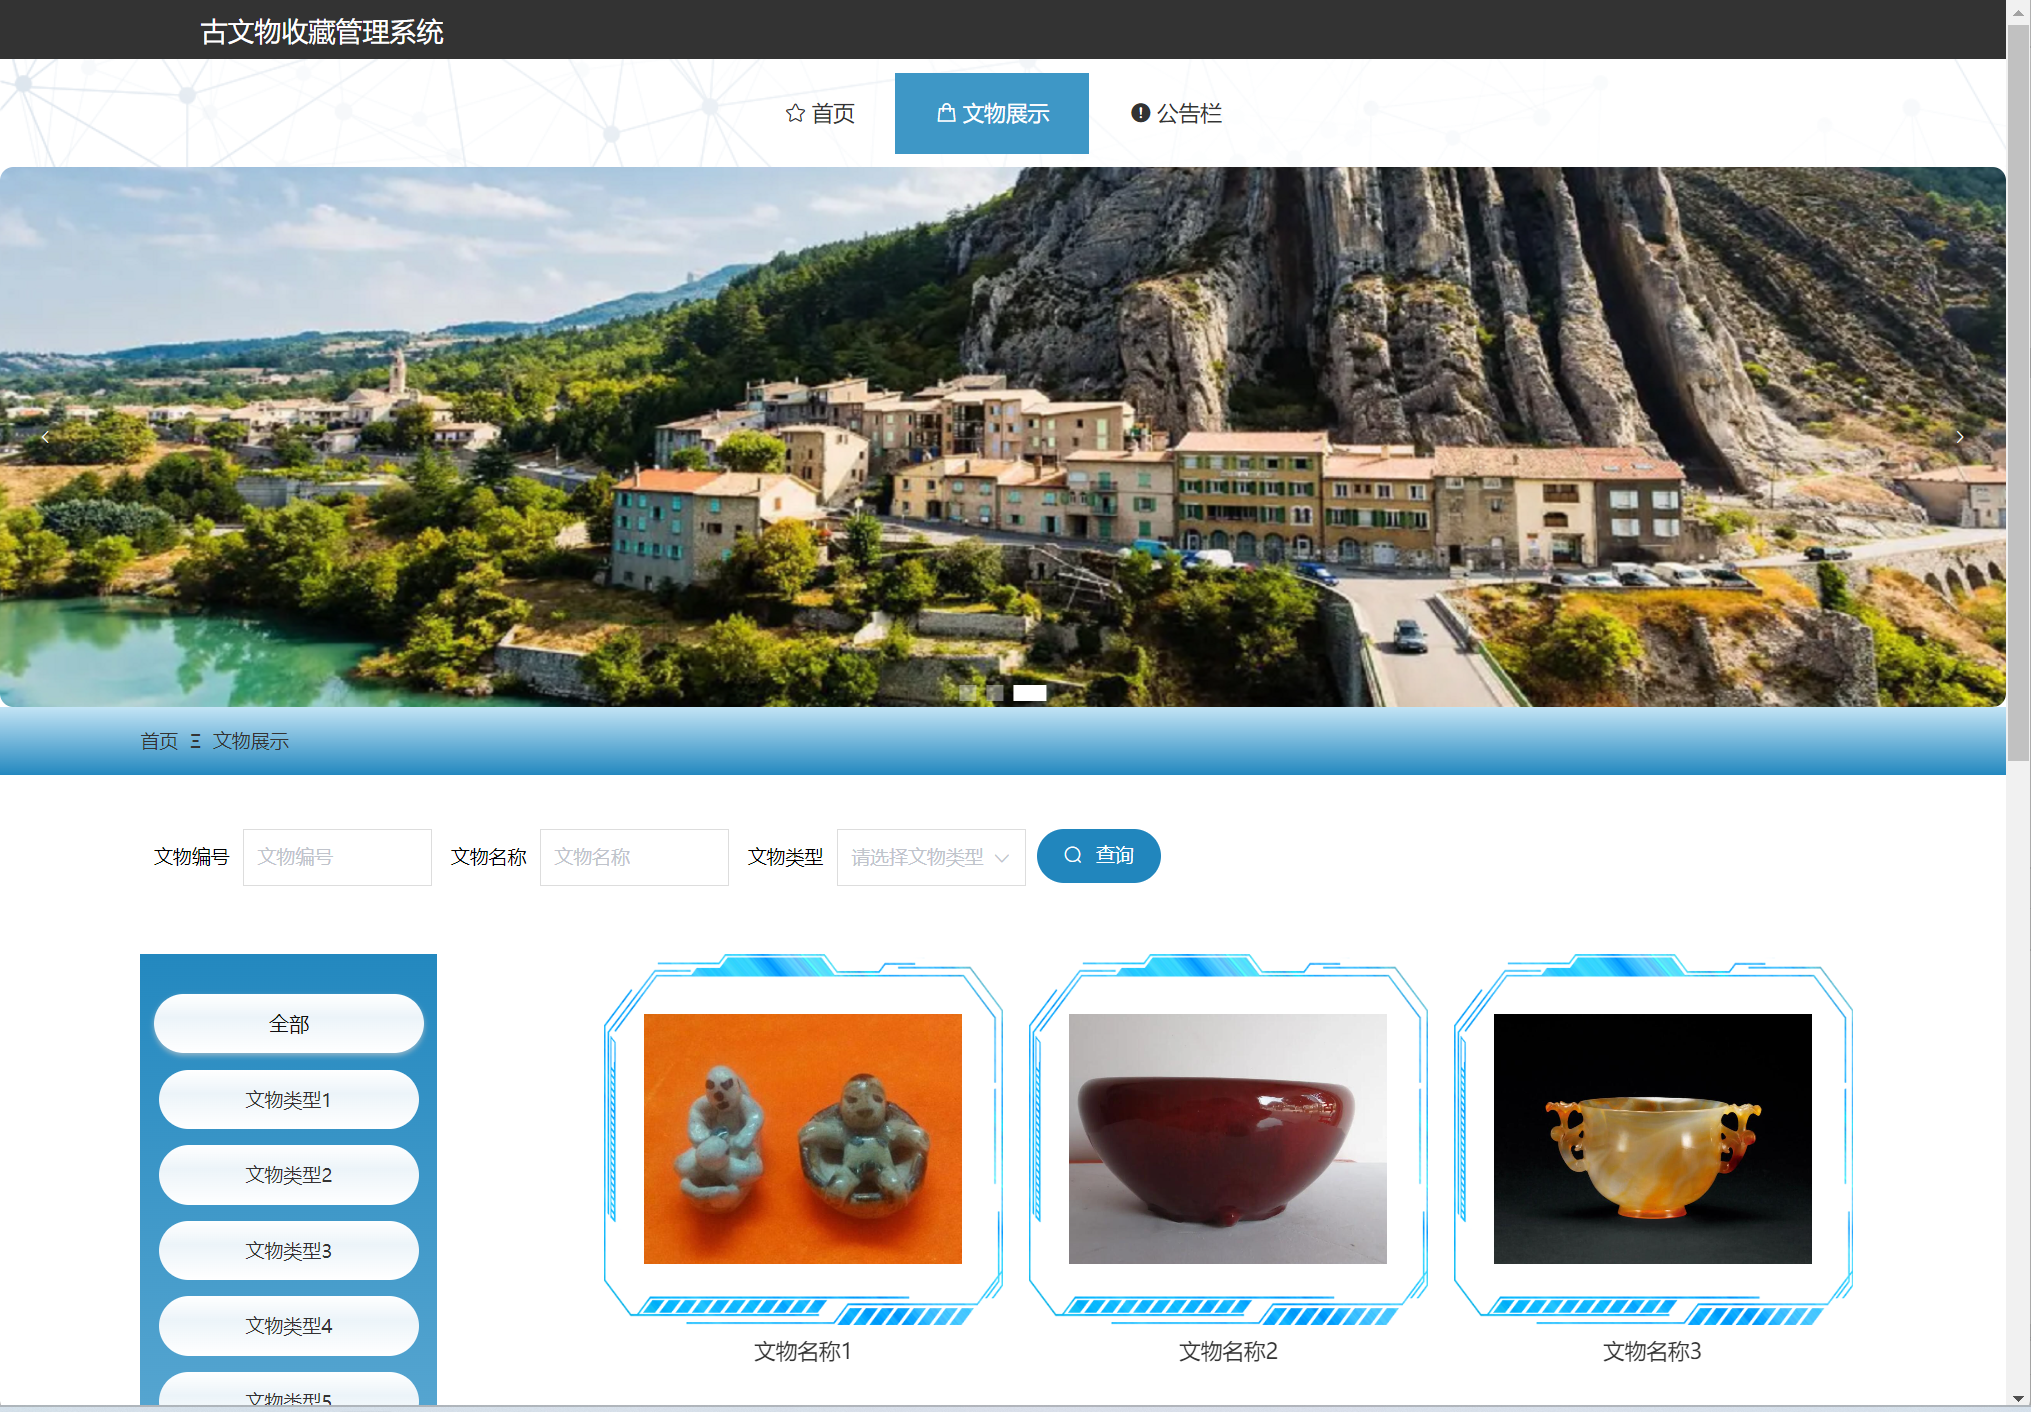 古文物收藏管理系统
首页
文物展示
公告栏
首页 Ξ 文物展示
文物编号 文物编号 文物名称 文物名称 文物类型 请选择文物类型 查询
全部
文物类型1
文物类型2
文物类型3
文物类型4
文物类型5
文物名称1
文物名称2
文物名称3